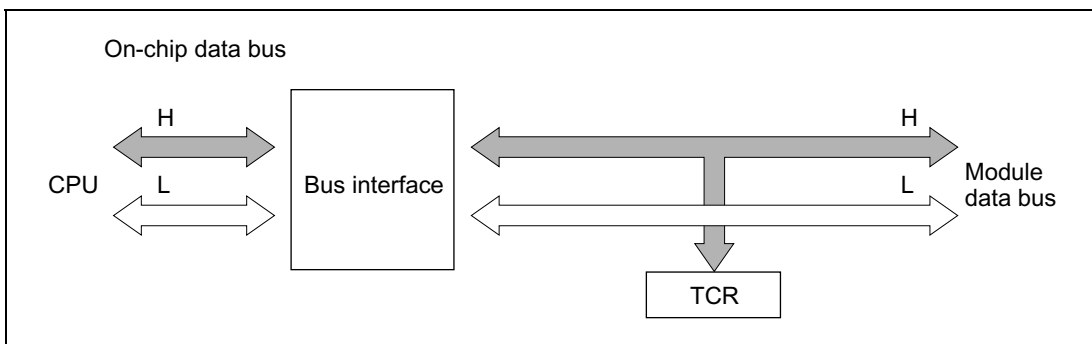 On-chip data bus
H
H
CPU
L
Bus interface
L
Module
data bus
TCR